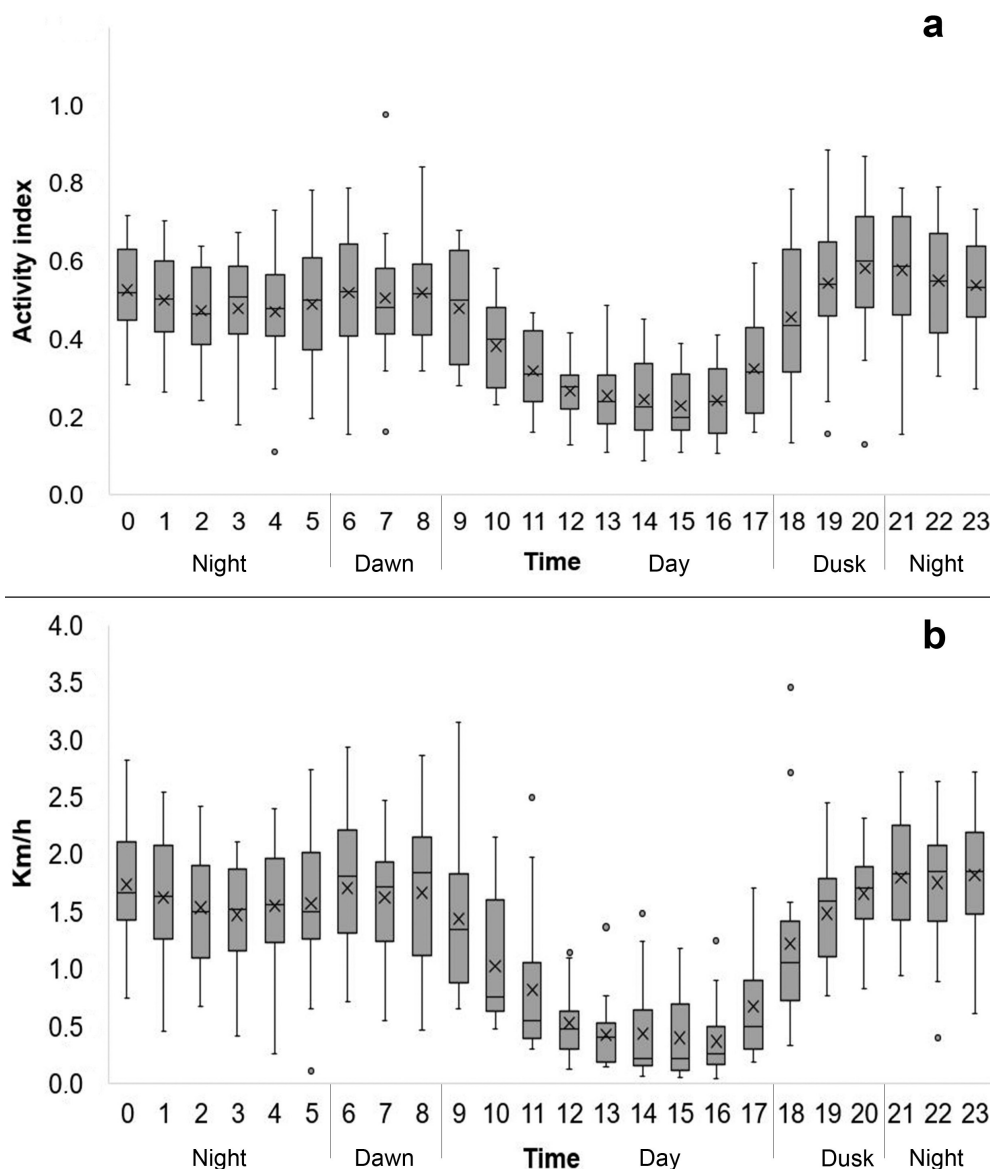 a
Activity index
1.0
0.8
0.6
0.4
0.2
0.0
0 1 2 3 4 5 6 7 8 9 10 11 12 13 14 15 16 17 18 19 20 21 22 23
Night Dawn Time Day Dusk Night
b
Km/h
4.0
3.5
3.0
2.5
2.0
1.5
1.0
0.5
0.0
0 1 2 3 4 5 6 7 8 9 10 11 12 13 14 15 16 17 18 19 20 21 22 23
Night Dawn Time Day Dusk Night